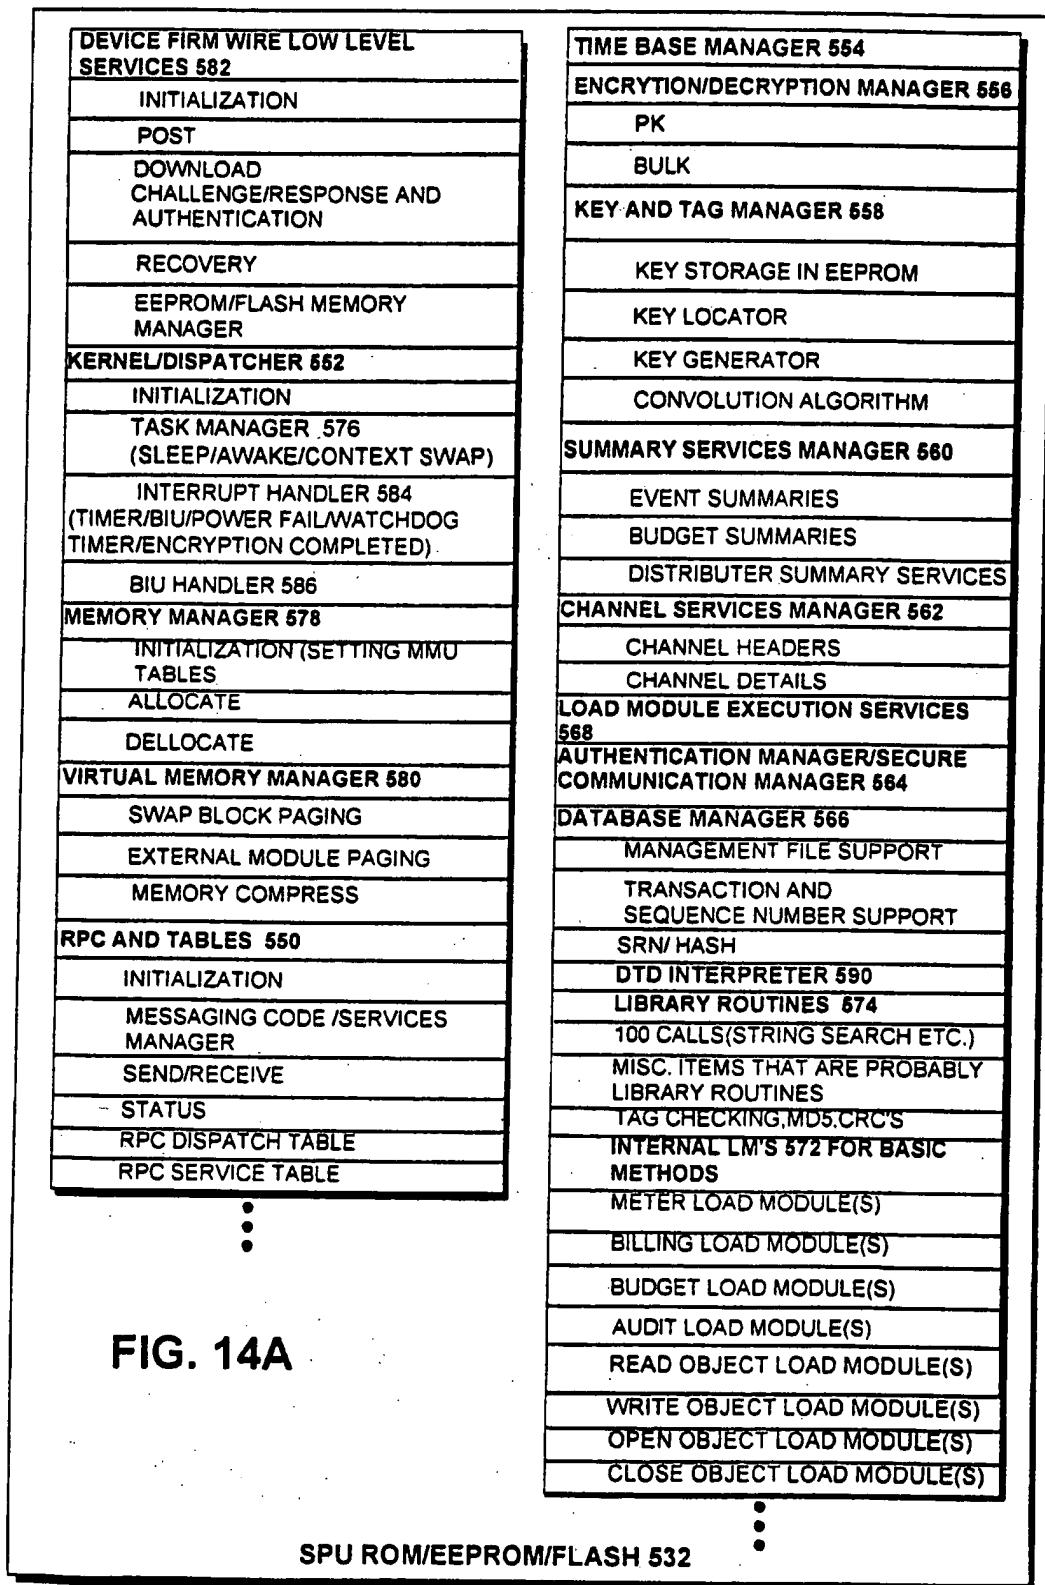 DEVICE FIRM WIRE LOW LEVEL
SERVICES 582
INITIALIZATION
POST
DOWNLOAD
CHALLENGE/RESPONSE AND
AUTHENTICATION
RECOVERY
EEPROM/FLASH MEMORY
MANAGER
KERNEL/DISPATCHER 552
INITIALIZATION
TASK MANAGER 576
(SLEEP/AWAKE/CONTEXT SWAP)
INTERRUPT HANDLER 584
(TIMER/BIU/POWER FAIL/WATCHDOG
TIMER/ENCRYPTION COMPLETED)
BIU HANDLER 586
MEMORY MANAGER 578
INITIALIZATION (SETTING MMU
TABLES
ALLOCATE
DELLOCATE
VIRTUAL MEMORY MANAGER 580
SWAP BLOCK PAGING
EXTERNAL MODULE PAGING
MEMORY COMPRESS
RPC AND TABLES 550
INITIALIZATION
MESSAGING CODE /SERVICES
MANAGER
SEND/RECEIVE
STATUS
RPC DISPATCH TABLE
RPC SERVICE TABLE
TIME BASE MANAGER 554
ENCRYTION/DECRYPTION MANAGER 556
PK
BULK
KEY AND TAG MANAGER 558
KEY STORAGE IN EEPROM
KEY LOCATOR
KEY GENERATOR
CONVOLUTION ALGORITHM
SUMMARY SERVICES MANAGER 560
EVENT SUMMARIES
BUDGET SUMMARIES
DISTRIBUTER SUMMARY SERVICES
CHANNEL SERVICES MANAGER 562
CHANNEL HEADERS
CHANNEL DETAILS
LOAD MODULE EXECUTION SERVICES
568
AUTHENTICATION MANAGER/SECURE
COMMUNICATION MANAGER 564
DATABASE MANAGER 566
MANAGEMENT FILE SUPPORT
TRANSACTION AND
SEQUENCE NUMBER SUPPORT
SRN/ HASH
DTD INTERPRETER 590
LIBRARY ROUTINES 574
100 CALLS(STRING SEARCH ETC.)
MISC. ITEMS THAT ARE PROBABLY
LIBRARY ROUTINES
TAG CHECKING,MD5,CRC'S
INTERNAL LM'S 572 FOR BASIC
METHODS
METER LOAD MODULE(S)
BILLING LOAD MODULE(S)
BUDGET LOAD MODULE(S)
AUDIT LOAD MODULE(S)
READ OBJECT LOAD MODULE(S)
WRITE OBJECT LOAD MODULE(S)
OPEN OBJECT LOAD MODULE(S)
CLOSE OBJECT LOAD MODULE(S)
FIG. 14A
SPU ROM/EEPROM/FLASH 532